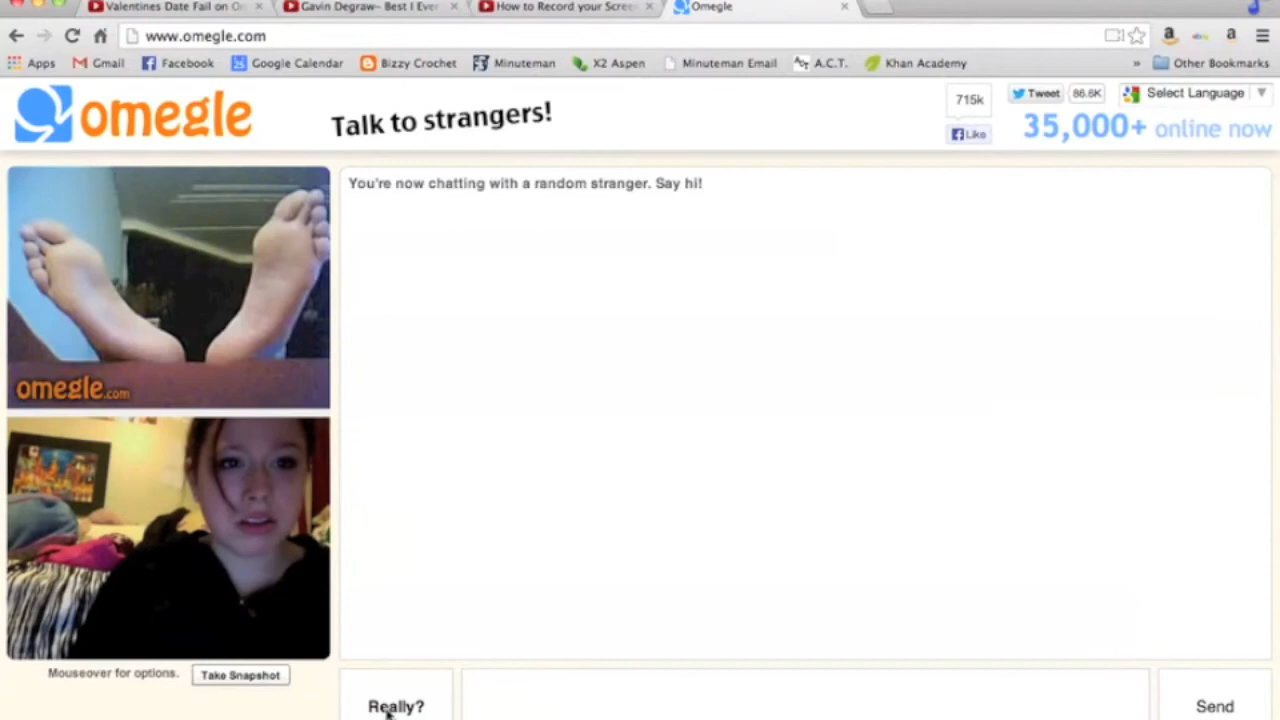 Valentines Date Fail on O
Gavin Degraw– Best I Ever
How to Record your Scree
Omegle
www.omegle.com
Apps
Gmail
Facebook
Google Calendar
Bizzy Crochet
Minuteman
X2 Aspen
Minuteman Email
A.C.T.
Khan Academy
»
Other Bookmarks
omegle
Talk to strangers!
715k
Like
Tweet
86.6K
Select Language
35,000+ online now
You're now chatting with a random stranger. Say hi!
omegle.com
Mouseover for options.
Take Snapshot
Really?
Send